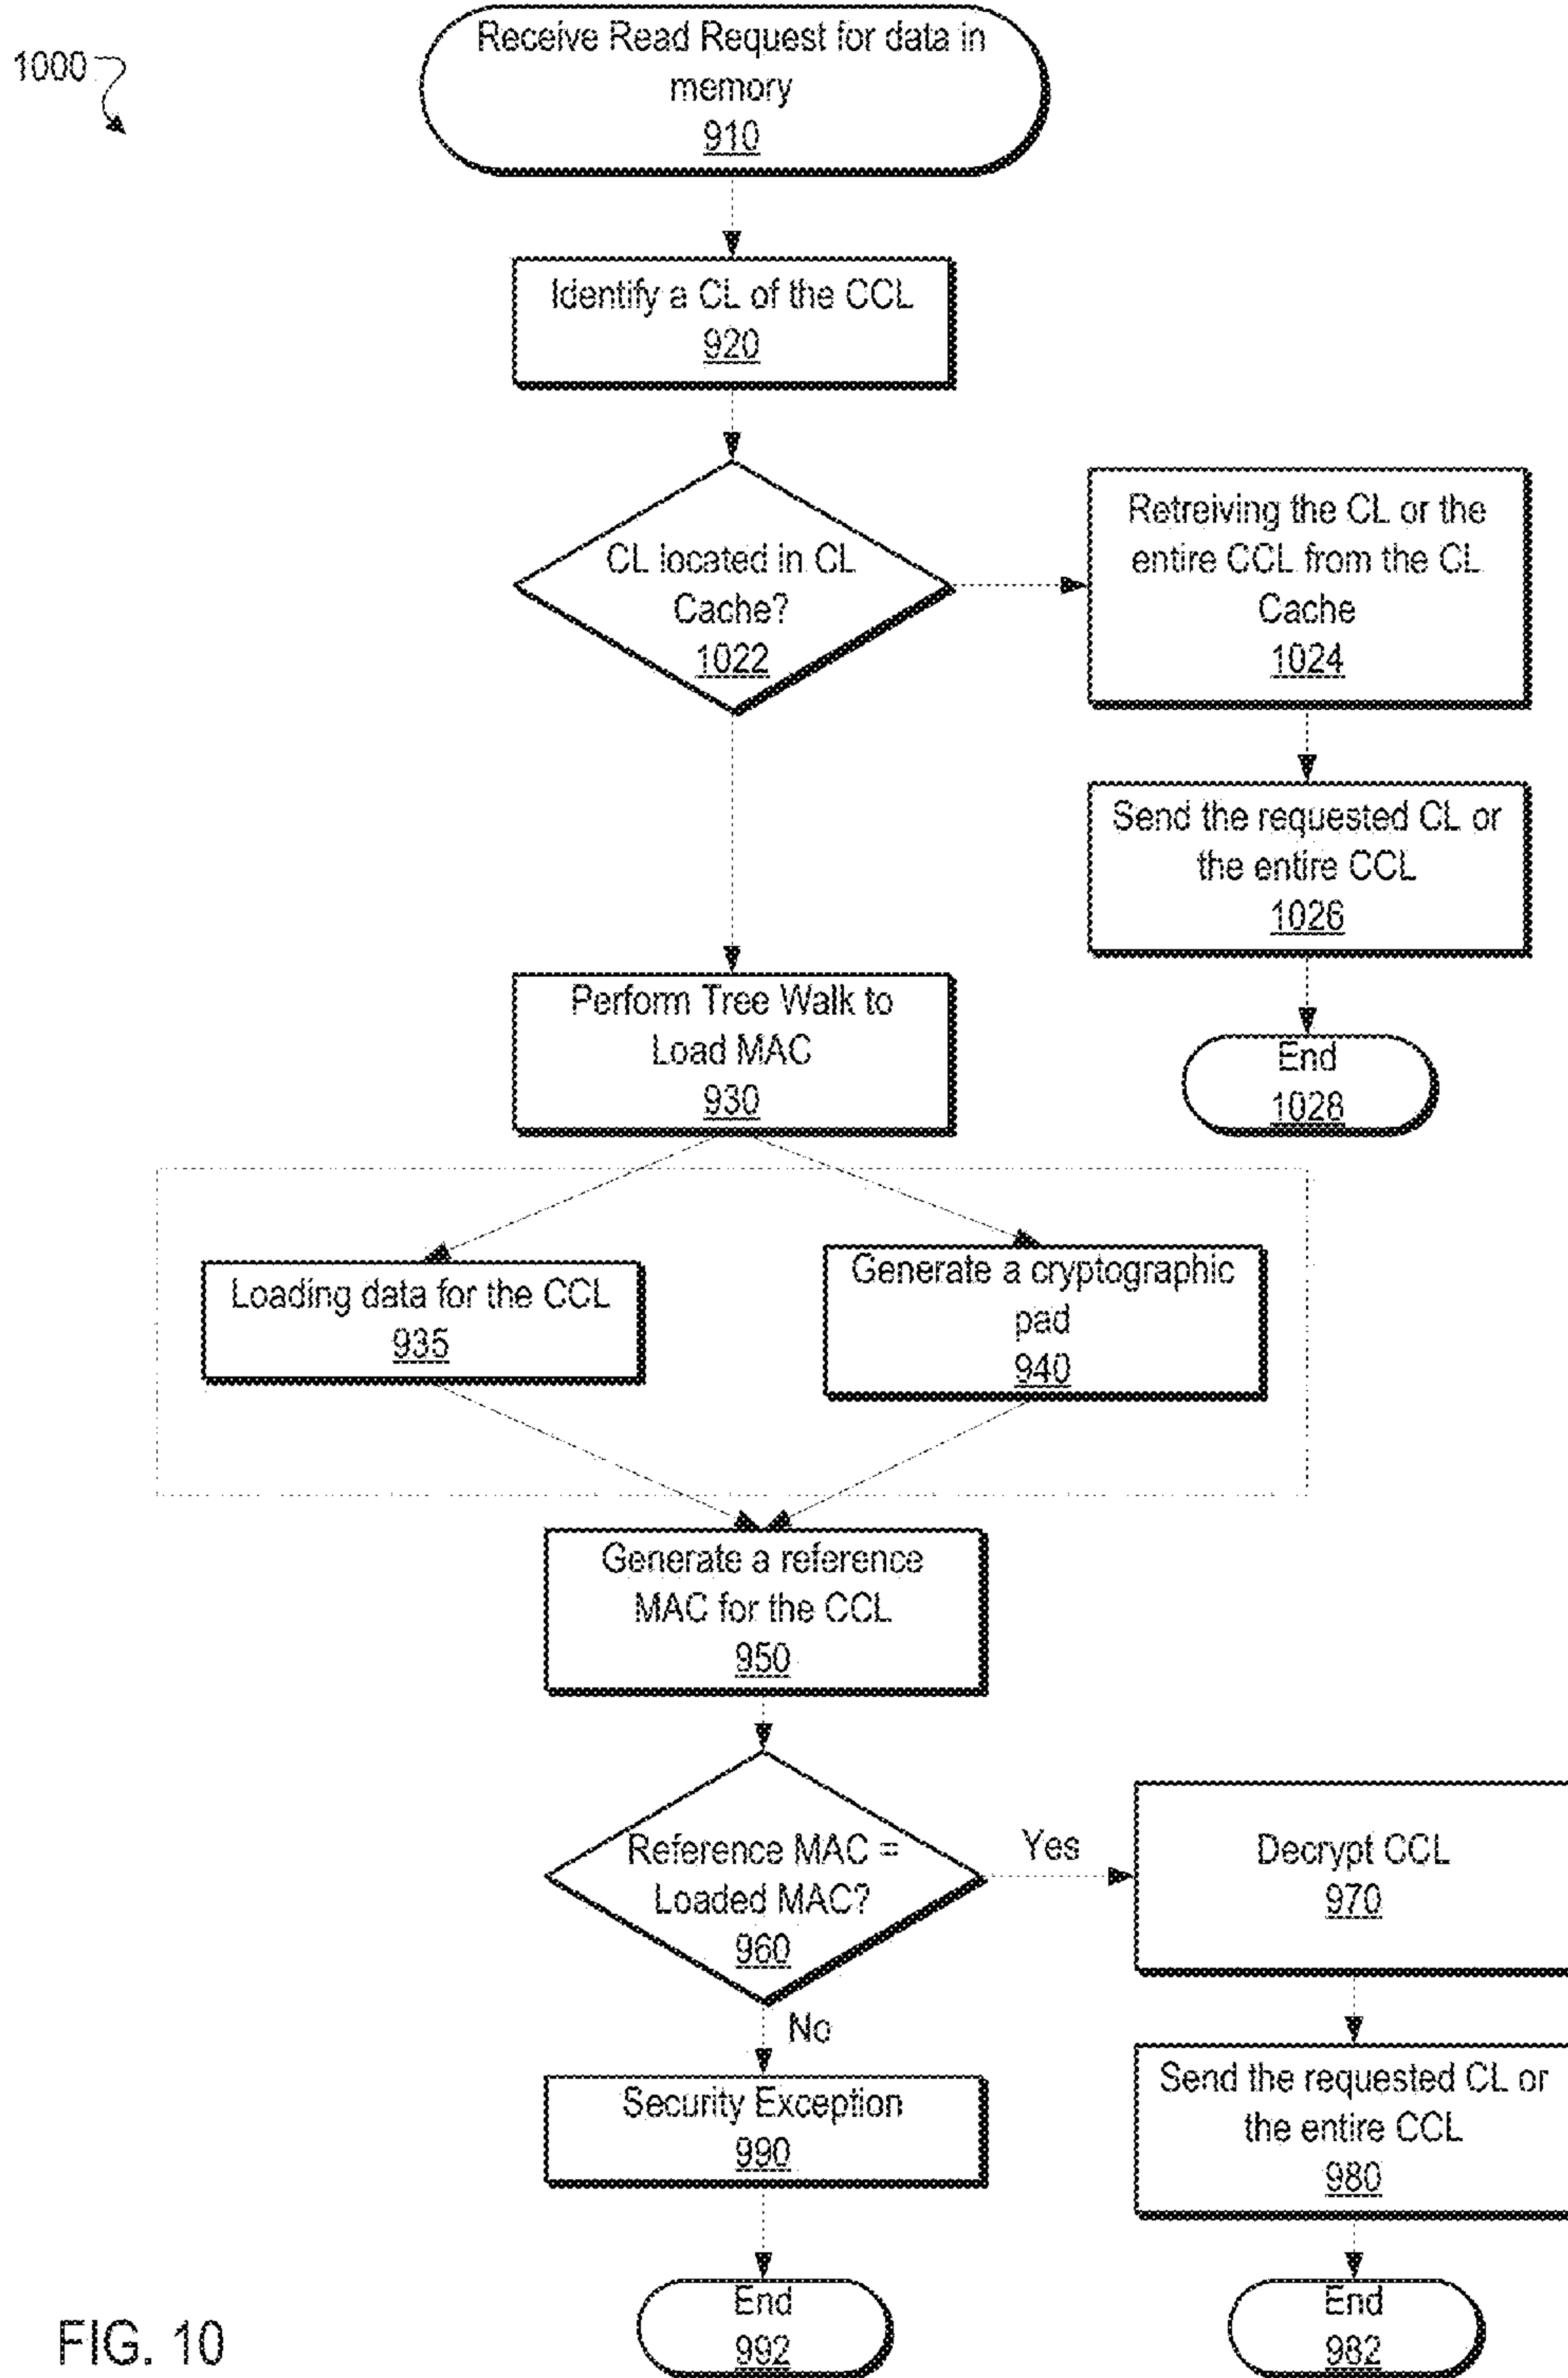 1000
Receive Read Request for data in
memory
910
Identify a CL of the CCL
920
CL located in CL
Cache?
1022
Retreiving the CL or the
entire CCL from the CL
Cache
1024
Send the requested CL or
the entire CCL
1026
End
1028
Perform Tree Walk to
Load MAC
930
Loading data for the CCL
935
Generate a cryptographic
pad
940
Generate a reference
MAC for the CCL
950
Reference MAC =
Loaded MAC?
960
Yes
Decrypt CCL
970
No
Security Exception
990
Send the requested CL or
the entire CCL
980
End
992
End
982
FIG. 10